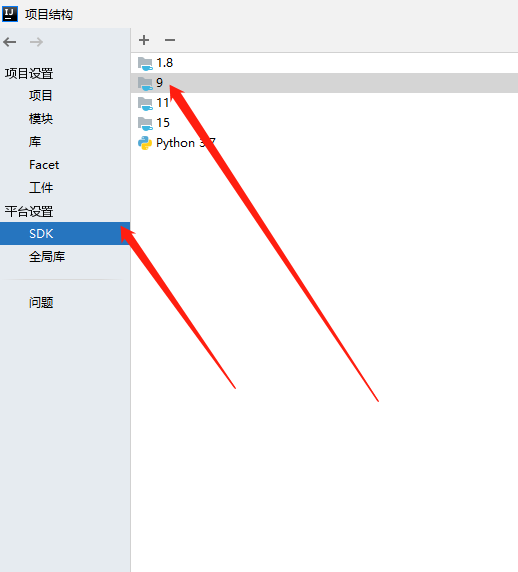 项目结构
项目设置
项目
模块
库
Facet
工件
平台设置
SDK
全局库
问题
1.8
9
11
15
Python 3.7